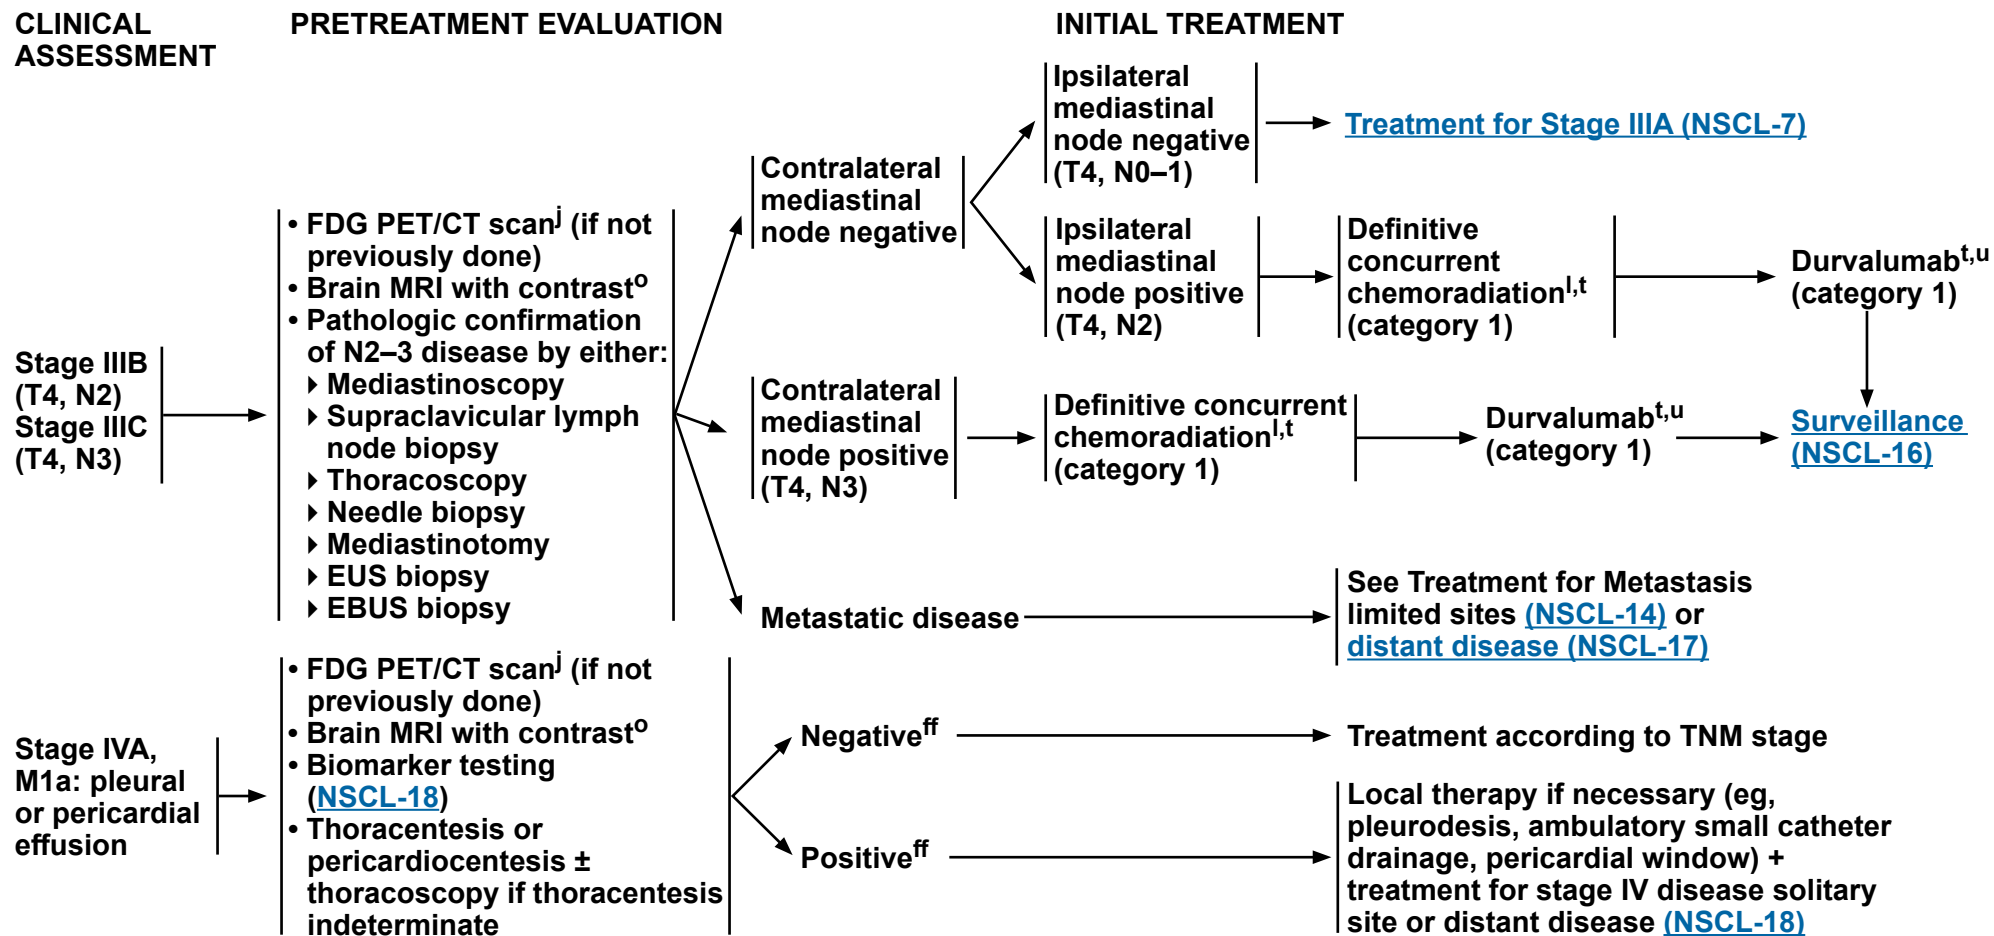 CLINICAL
ASSESSMENT
PRETREATMENT EVALUATION
INITIAL TREATMENT
Stage IIIB
(T4, N2)
Stage IIIC
(T4, N3)
• FDG PET/CT scanj (if not
previously done)
• Brain MRI with contrasto
• Pathologic confirmation
of N2–3 disease by either:
Mediastinoscopy
Supraclavicular lymph
node biopsy
Thoracoscopy
Needle biopsy
Mediastinotomy
EUS biopsy
EBUS biopsy
Contralateral
mediastinal
node negative
Ipsilateral
mediastinal
node negative
(T4, N0–1)
Treatment for Stage IIIA (NSCL-7)
Ipsilateral
mediastinal
node positive
(T4, N2)
Definitive
concurrent
chemoradiationl,t
(category 1)
Durvalumabt,u
(category 1)
Contralateral
mediastinal
node positive
(T4, N3)
Definitive concurrent
chemoradiationl,t
(category 1)
Durvalumabt,u
(category 1)
Surveillance
(NSCL-16)
Metastatic disease
See Treatment for Metastasis
limited sites (NSCL-14) or
distant disease (NSCL-17)
Stage IVA,
M1a: pleural
or pericardial
effusion
• FDG PET/CT scanj (if not
previously done)
• Brain MRI with contrasto
• Biomarker testing
(NSCL-18)
• Thoracentesis or
pericardiocentesis ±
thoracoscopy if thoracentesis
indeterminate
Negativeff
Treatment according to TNM stage
Positiveff
Local therapy if necessary (eg,
pleurodesis, ambulatory small catheter
drainage, pericardial window) +
treatment for stage IV disease solitary
site or distant disease (NSCL-18)